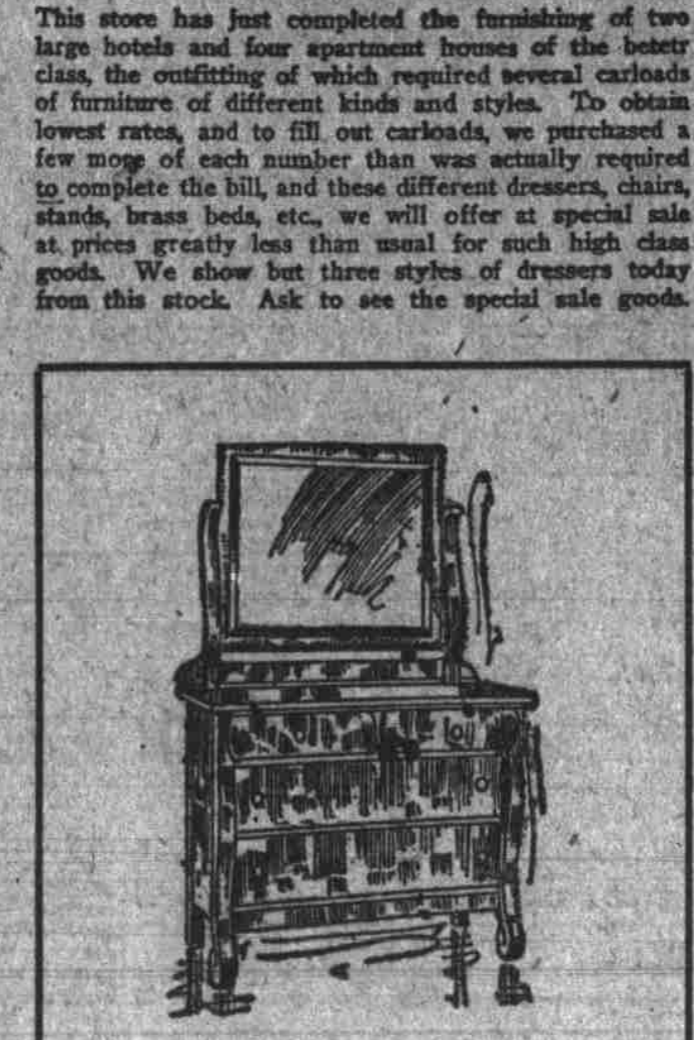 This store has just completed the furnishing of two
large hotels and four apartment houses of the betetr
class, the outfitting of which required several carloads
of furniture of different kinds and styles. To obtain
lowest rates, and to fill out carloads, we purchased a
few more of each number than was actually required
to complete the bill, and these different dressers, chairs,
stands, brass beds, etc., we will offer at special sale
at prices greatly less than usual for such high class
goods. We show but three styles of dressers today
from this stock. Ask to see the special sale goods.